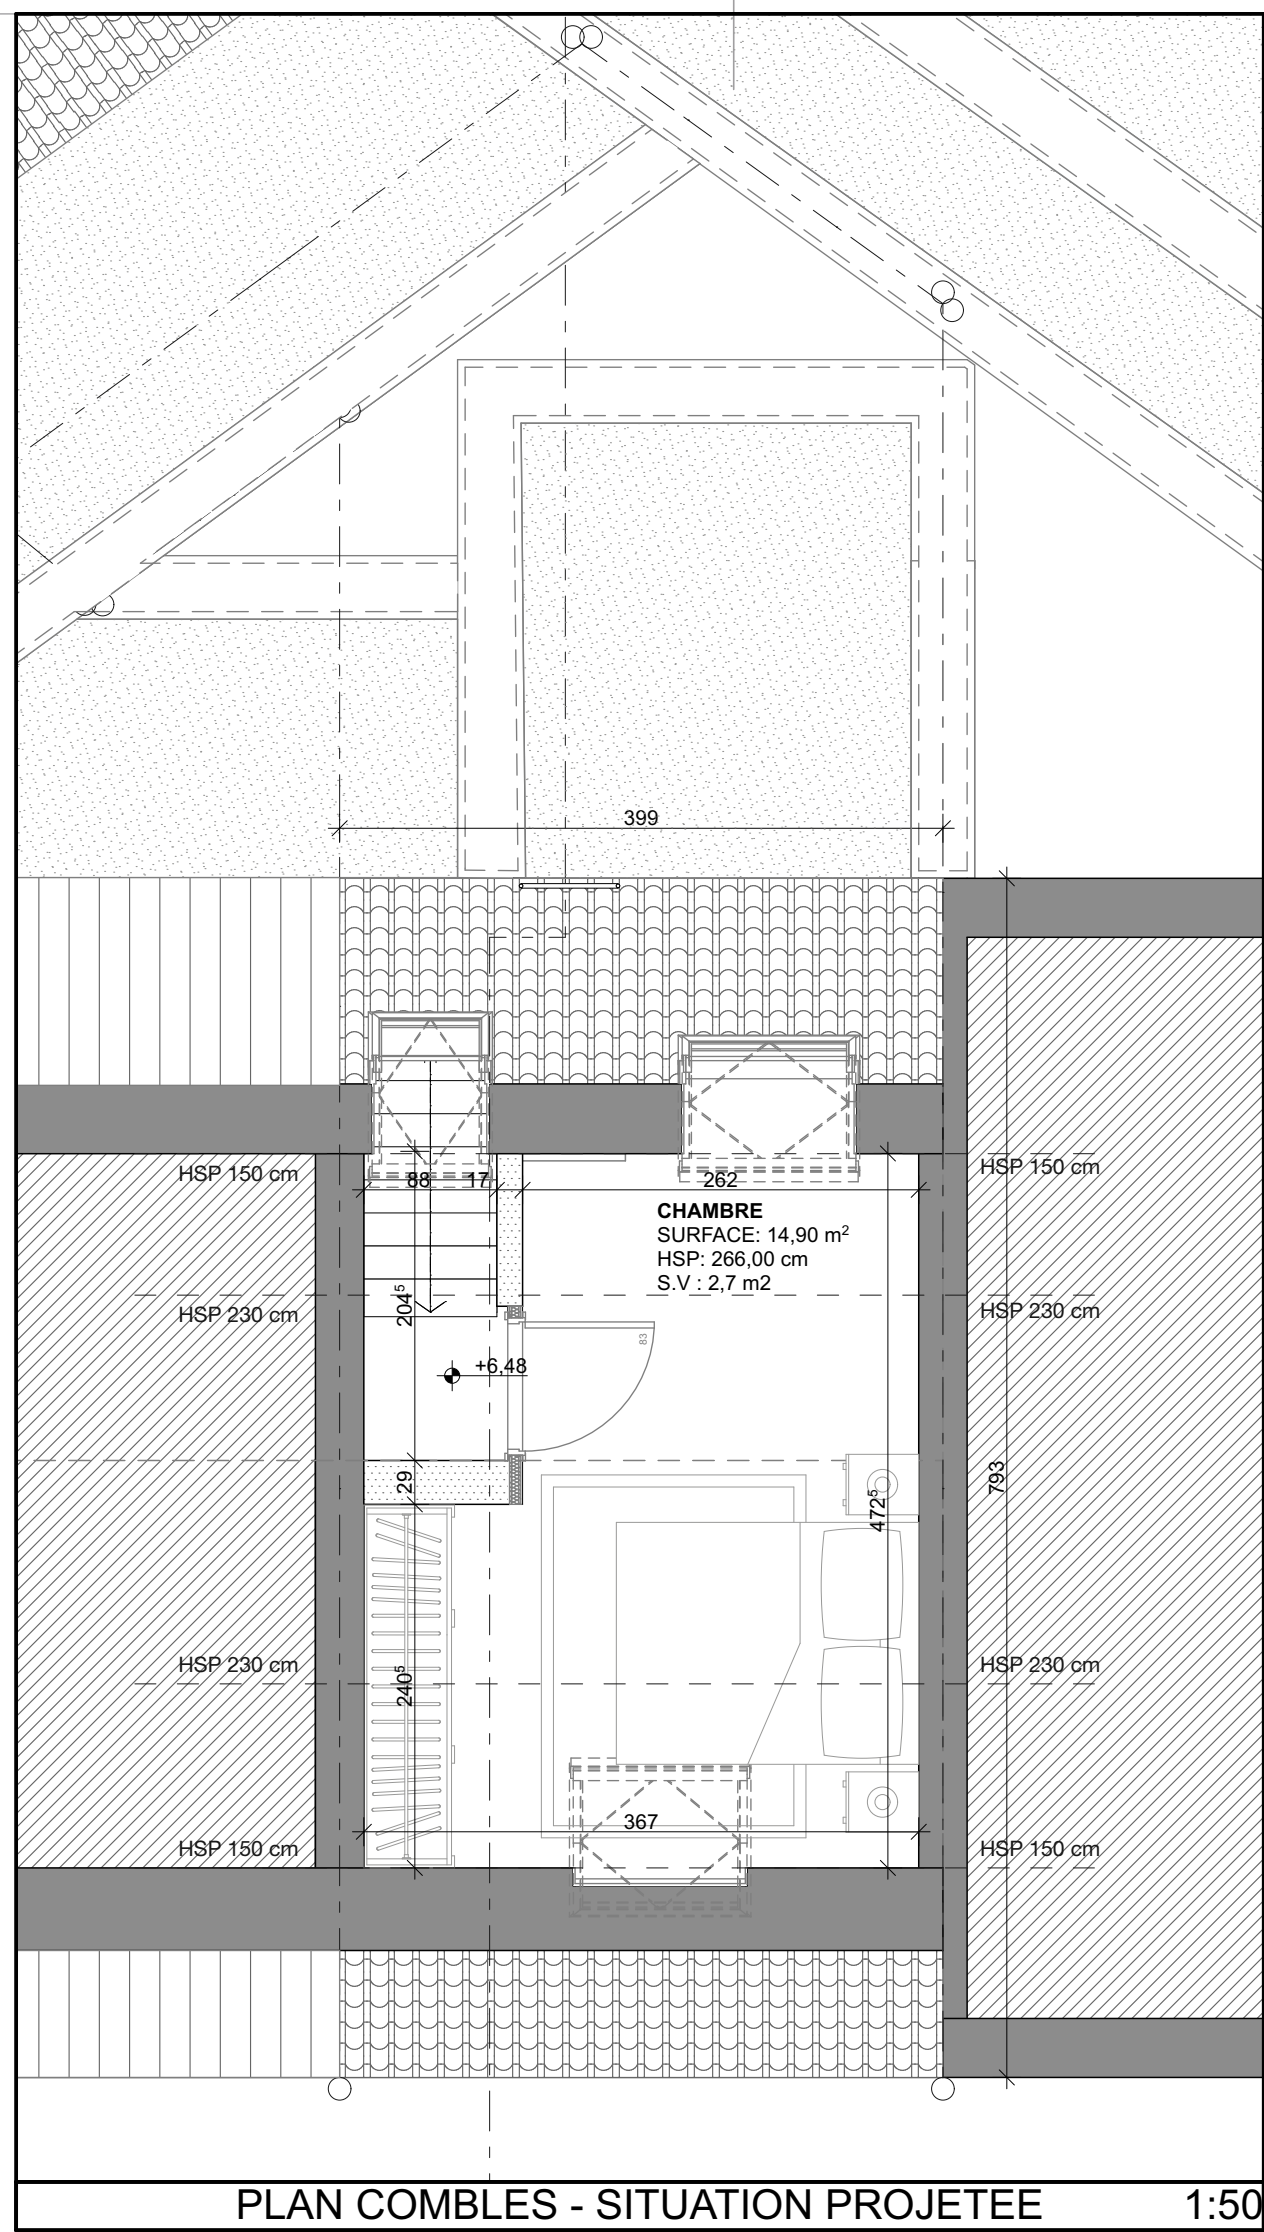 399
HSP 150 cm
HSP 150 cm
88
17
262
CHAMBRE
SURFACE: 14,90 m²
HSP: 266,00 cm
S.V : 2,7 m2
204⁵
HSP 230 cm
HSP 230 cm
83
+6,48
29
472⁵
793
HSP 230 cm
HSP 230 cm
240⁵
367
HSP 150 cm
HSP 150 cm
PLAN COMBLES - SITUATION PROJETEE 1:50